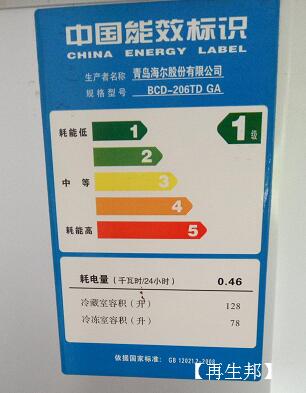 中国能效标识
CHINA ENERGY LABEL
生产者名称 青岛海尔股份有限公司
规格型号 BCD-206TD GA
耗能低 1 1级
2
中等 3
4
耗能高 5
耗电量（千瓦时/24小时） 0.46
冷藏室容积（升） 128
冷冻室容积（升） 78
依据国家标准：GB 12021.2-2008
【再生邦】